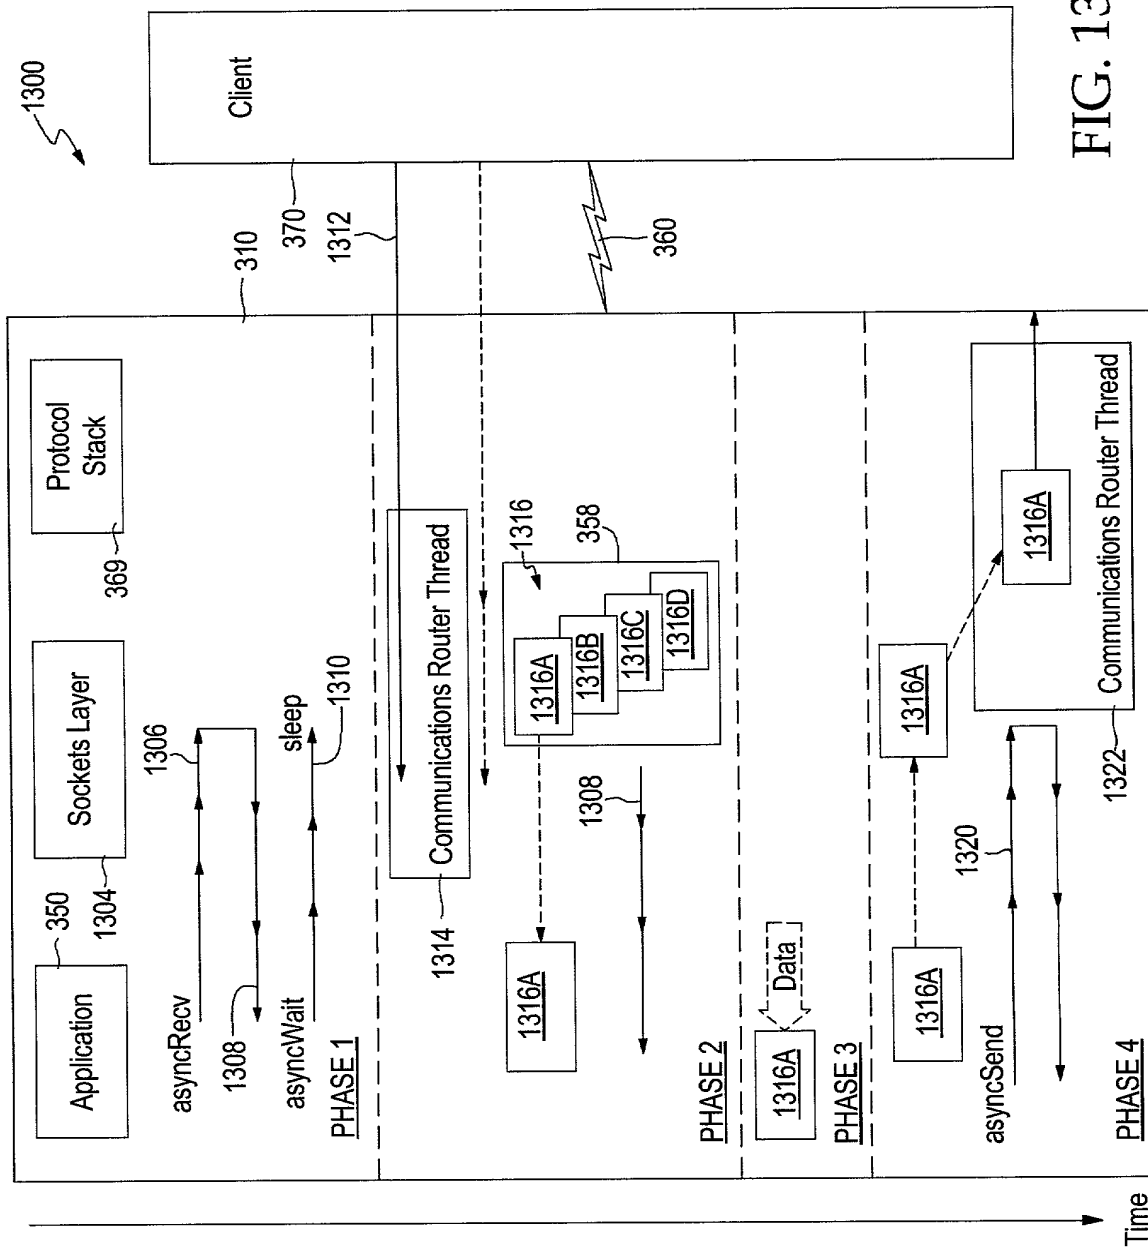 1300
310
Application
350
Sockets Layer
1304
Protocol
Stack
369
Client
370
asyncRecv
1306
1308
asyncWait
sleep
1310
PHASE 1
1312
Communications Router Thread
1314
360
1316
358
1316A
1316B
1316C
1316D
1316A
1308
PHASE 2
1316A
Data
PHASE 3
1316A
1316A
1316A
asyncSend
1320
Communications Router Thread
1322
PHASE 4
Time
FIG. 13